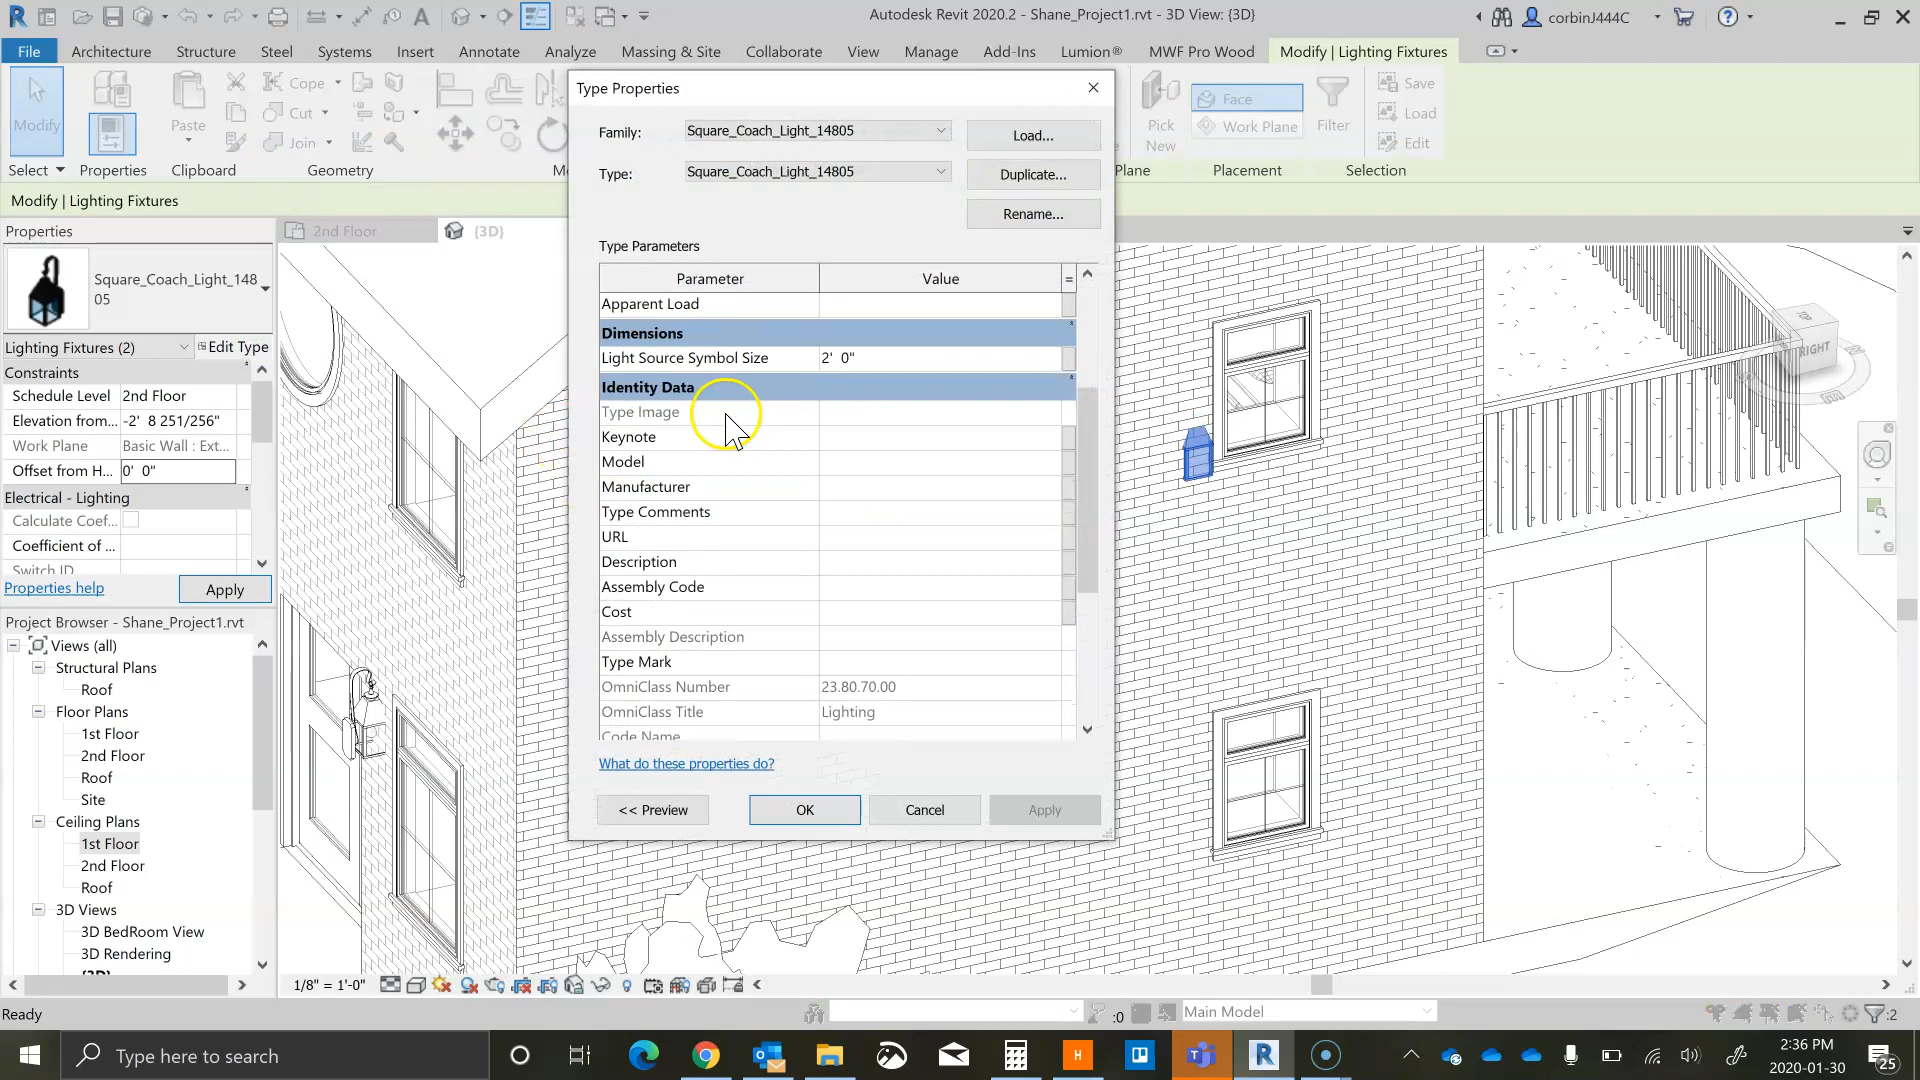 Autodesk Revit 2020.2 - Shane_Project1.rvt - 3D View: {3D}
corbinJ444C
File Architecture Structure Steel Systems Insert Annotate Analyze Massing & Site Collaborate View Manage Add-Ins Lumion® MWF Pro Wood Modify | Lighting Fixtures
Modify
Paste
Cope
Cut
Join
Pick
New
Face
Work Plane
Filter
Save
Load
Edit
Select Properties Clipboard Geometry Plane Placement Selection
Modify | Lighting Fixtures
Properties
Square_Coach_Light_148
05
Lighting Fixtures (2) Edit Type
Constraints
Schedule Level 2nd Floor
Elevation from... -2' 8 251/256"
Work Plane Basic Wall : Ext...
Offset from H... 0' 0"
Electrical - Lighting
Calculate Coef...
Coefficient of ...
Switch ID
Properties help Apply
Project Browser - Shane_Project1.rvt
Views (all)
Structural Plans
Roof
Floor Plans
1st Floor
2nd Floor
Roof
Site
Ceiling Plans
1st Floor
2nd Floor
Roof
3D Views
3D BedRoom View
3D Rendering
{3D}
2nd Floor {3D}
Type Properties
Family: Square_Coach_Light_14805 Load...
Type: Square_Coach_Light_14805 Duplicate...
Rename...
Type Parameters
Parameter Value =
Apparent Load
Dimensions
Light Source Symbol Size 2' 0"
Identity Data
Type Image
Keynote
Model
Manufacturer
Type Comments
URL
Description
Assembly Code
Cost
Assembly Description
Type Mark
OmniClass Number 23.80.70.00
OmniClass Title Lighting
Code Name
What do these properties do?
<< Preview OK Cancel Apply
TOP
RIGHT
1/8" = 1'-0"
Ready
:0
Main Model
:2
Type here to search
2:36 PM
2020-01-30
25